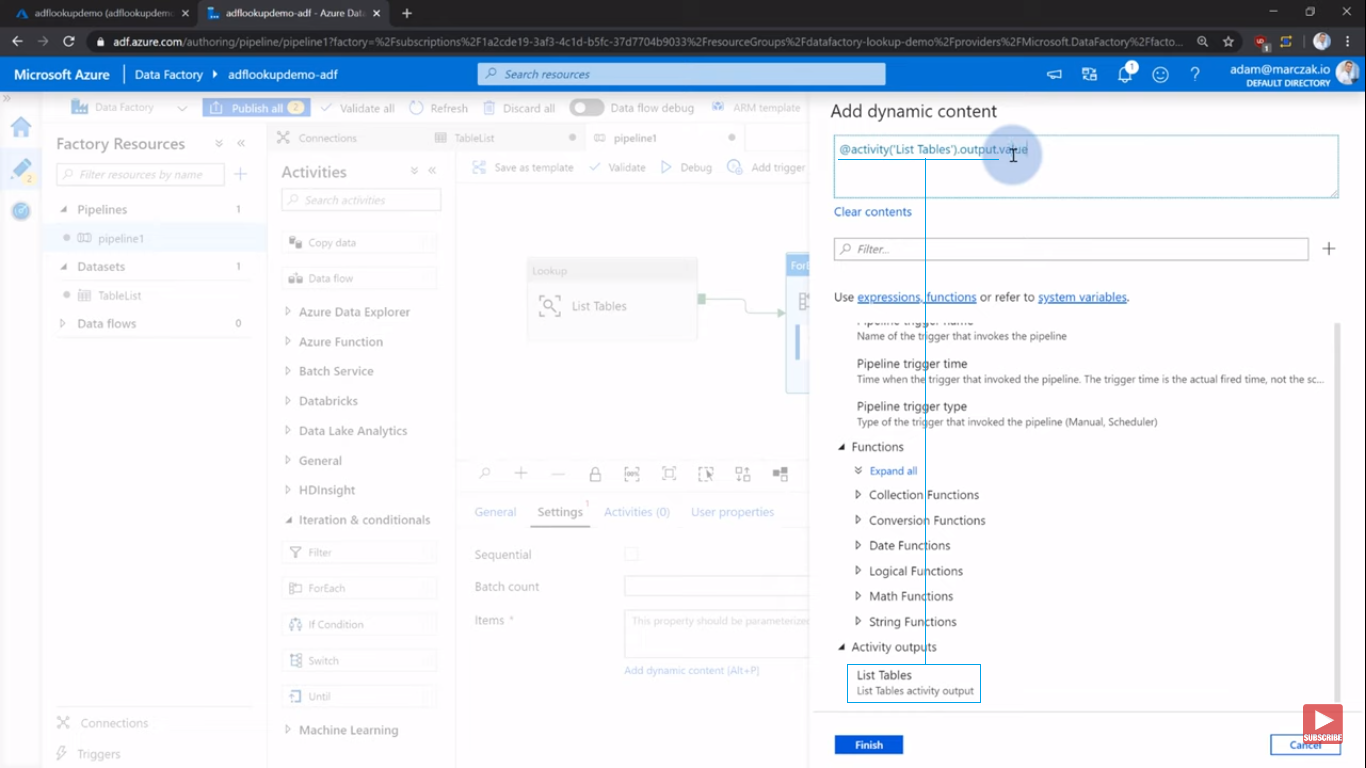 adflookupdemo (adflookupdem
adflookupdemo-adf - Azure Dat
adf.azure.com/authoring/pipeline/pipeline1?factory=%2Fsubscriptions%2F1a2cde19-3af3-4c1d-b5fc-37d7704b9033%2FresourceGroups%2Fdatafactory-lookup-demo%2Fproviders%2FMicrosoft.DataFactory%2Ffacto...
Microsoft Azure
Data Factory
adflookupdemo-adf
Search resources
1
adam@marczak.io
DEFAULT DIRECTORY
Data Factory
Publish all 2
Validate all
Refresh
Discard all
Data flow debug
ARM template
Factory Resources
Filter resources by name
Pipelines 1
pipeline1
Datasets 1
TableList
Data flows 0
Connections
Triggers
Connections
TableList
pipeline1
Activities
Search activities
Copy data
Data flow
Azure Data Explorer
Azure Function
Batch Service
Databricks
Data Lake Analytics
General
HDInsight
Iteration & conditionals
Filter
ForEach
If Condition
Switch
Until
Machine Learning
Save as template
Validate
Debug
Add trigger
Lookup
List Tables
ForE
General
Settings 1
Activities (0)
User properties
Sequential
Batch count
Items *
This property should be parameterize
Add dynamic content (Alt+P)
Add dynamic content
@activity('List Tables').output.value
Clear contents
Filter...
Use expressions, functions or refer to system variables.
Pipeline trigger name
Name of the trigger that invokes the pipeline
Pipeline trigger time
Time when the trigger that invoked the pipeline. The trigger time is the actual fired time, not the sc...
Pipeline trigger type
Type of the trigger that invoked the pipeline (Manual, Scheduler)
Functions
Expand all
Collection Functions
Conversion Functions
Date Functions
Logical Functions
Math Functions
String Functions
Activity outputs
List Tables
List Tables activity output
Finish
Cancel
SUBSCRIBE